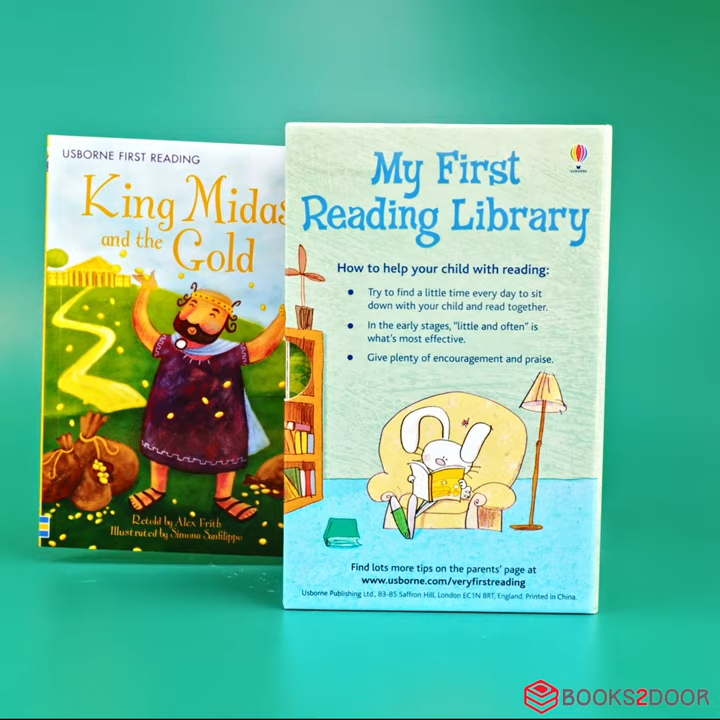 USBORNE FIRST READING
King Midas
and the
Gold
Retold by Alex Frith
Illustrated by Simona Sanfilippo
My First
Reading Library
USBORNE
How to help your child with reading:
• Try to find a little time every day to sit
down with your child and read together.
• In the early stages, “little and often” is
what's most effective.
• Give plenty of encouragement and praise.
Find lots more tips on the parents' page at
www.usborne.com/veryfirstreading
Usborne Publishing Ltd., 83-85 Saffron Hill, London EC1N 8RT, England. Printed in China.
BOOKS2DOOR